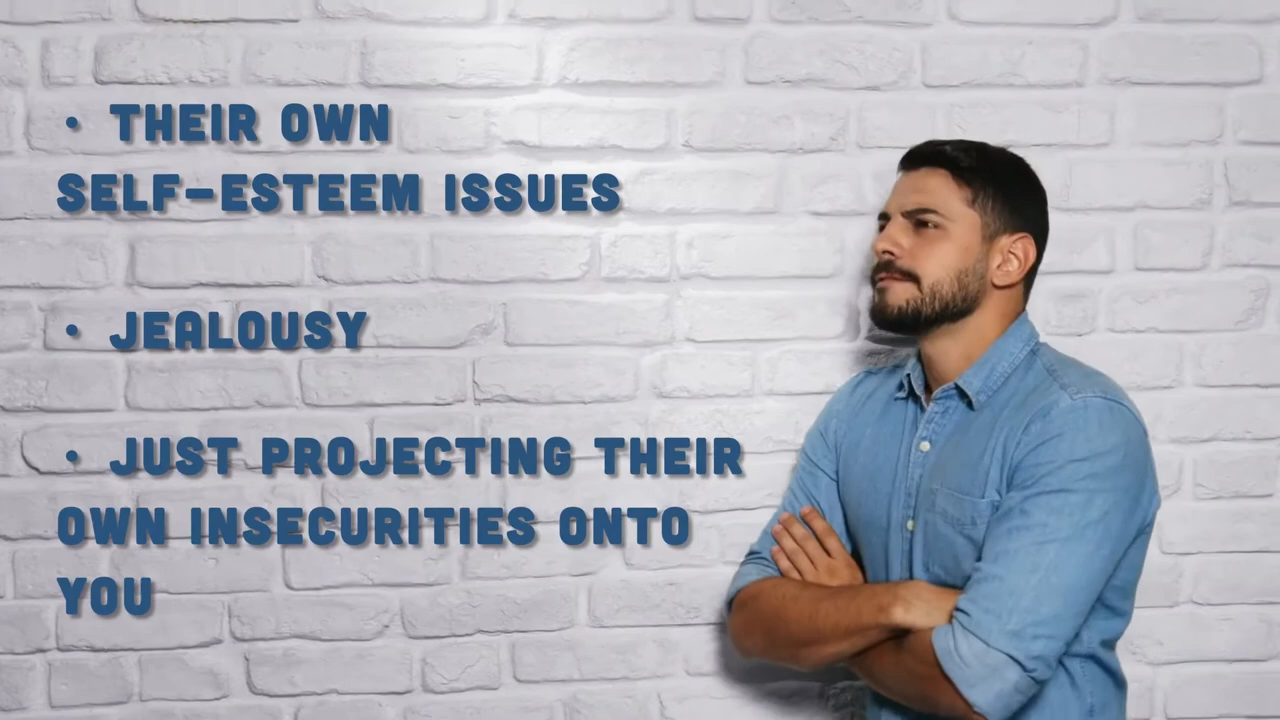 • THEIR OWN
SELF-ESTEEM ISSUES
• JEALOUSY
• JUST PROJECTING THEIR
OWN INSECURITIES ONTO
YOU